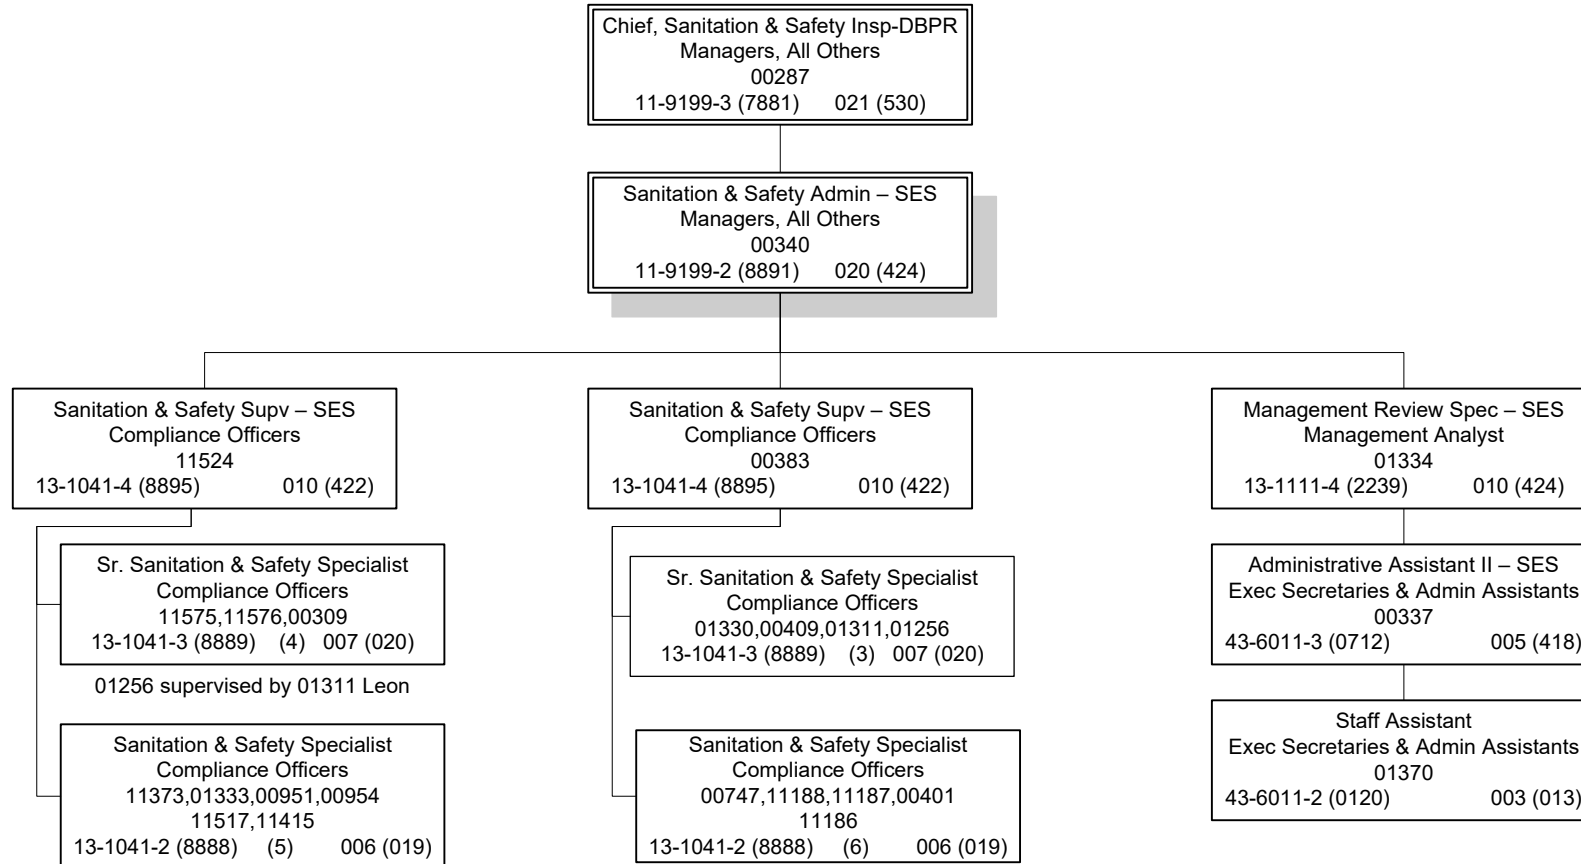 Chief, Sanitation & Safety Insp-DBPR
Managers, All Others
00287
11-9199-3 (7881) 021 (530)
Sanitation & Safety Admin – SES
Managers, All Others
00340
11-9199-2 (8891) 020 (424)
Sanitation & Safety Supv – SES
Compliance Officers
11524
13-1041-4 (8895) 010 (422)
Sr. Sanitation & Safety Specialist
Compliance Officers
11575,11576,00309
13-1041-3 (8889) (4) 007 (020)
01256 supervised by 01311 Leon
Sanitation & Safety Specialist
Compliance Officers
11373,01333,00951,00954
11517,11415
13-1041-2 (8888) (5) 006 (019)
Sanitation & Safety Supv – SES
Compliance Officers
00383
13-1041-4 (8895) 010 (422)
Sr. Sanitation & Safety Specialist
Compliance Officers
01330,00409,01311,01256
13-1041-3 (8889) (3) 007 (020)
Sanitation & Safety Specialist
Compliance Officers
00747,11188,11187,00401
11186
13-1041-2 (8888) (6) 006 (019)
Management Review Spec – SES
Management Analyst
01334
13-1111-4 (2239) 010 (424)
Administrative Assistant II – SES
Exec Secretaries & Admin Assistants
00337
43-6011-3 (0712) 005 (418)
Staff Assistant
Exec Secretaries & Admin Assistants
01370
43-6011-2 (0120) 003 (013)